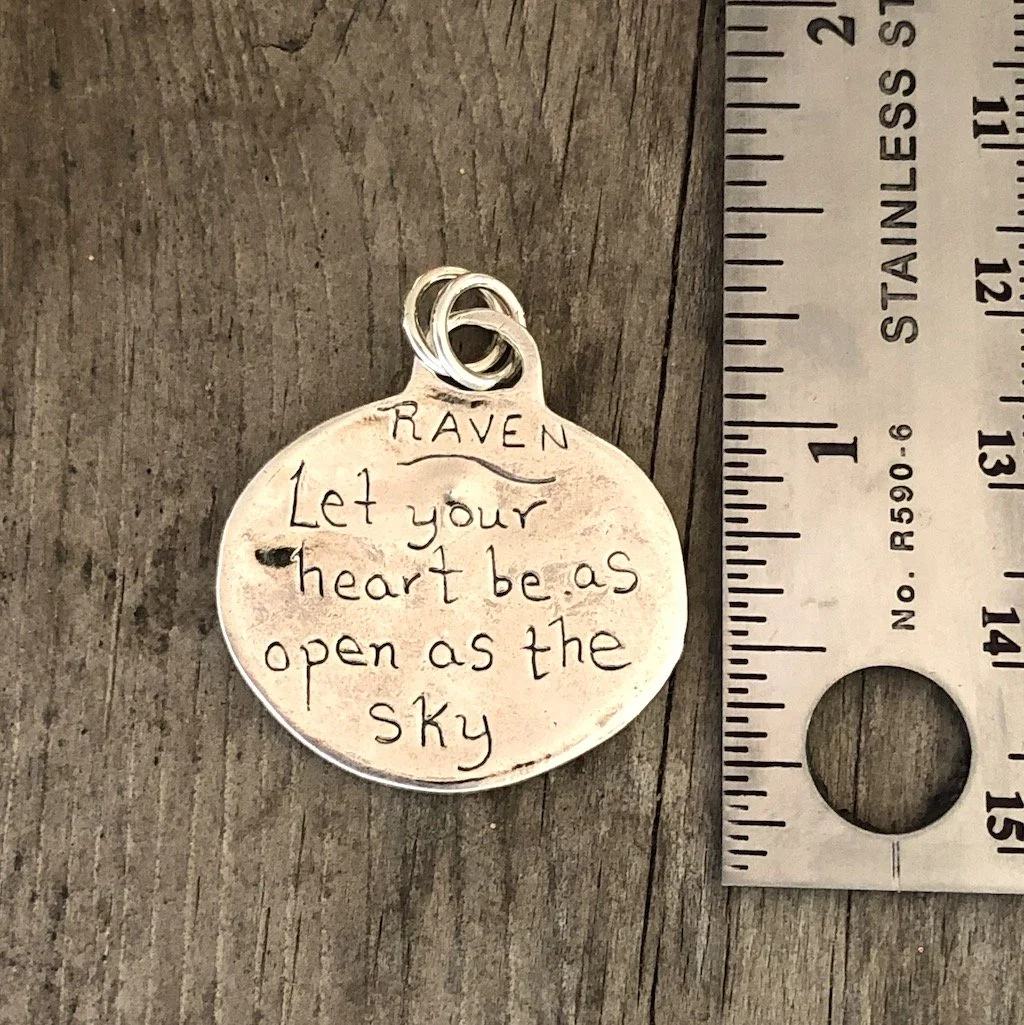 RAVEN
Let your
heart be as
open as the
sky
2
1
STAINLESS ST
No. R590-6
11
12
13
14
15